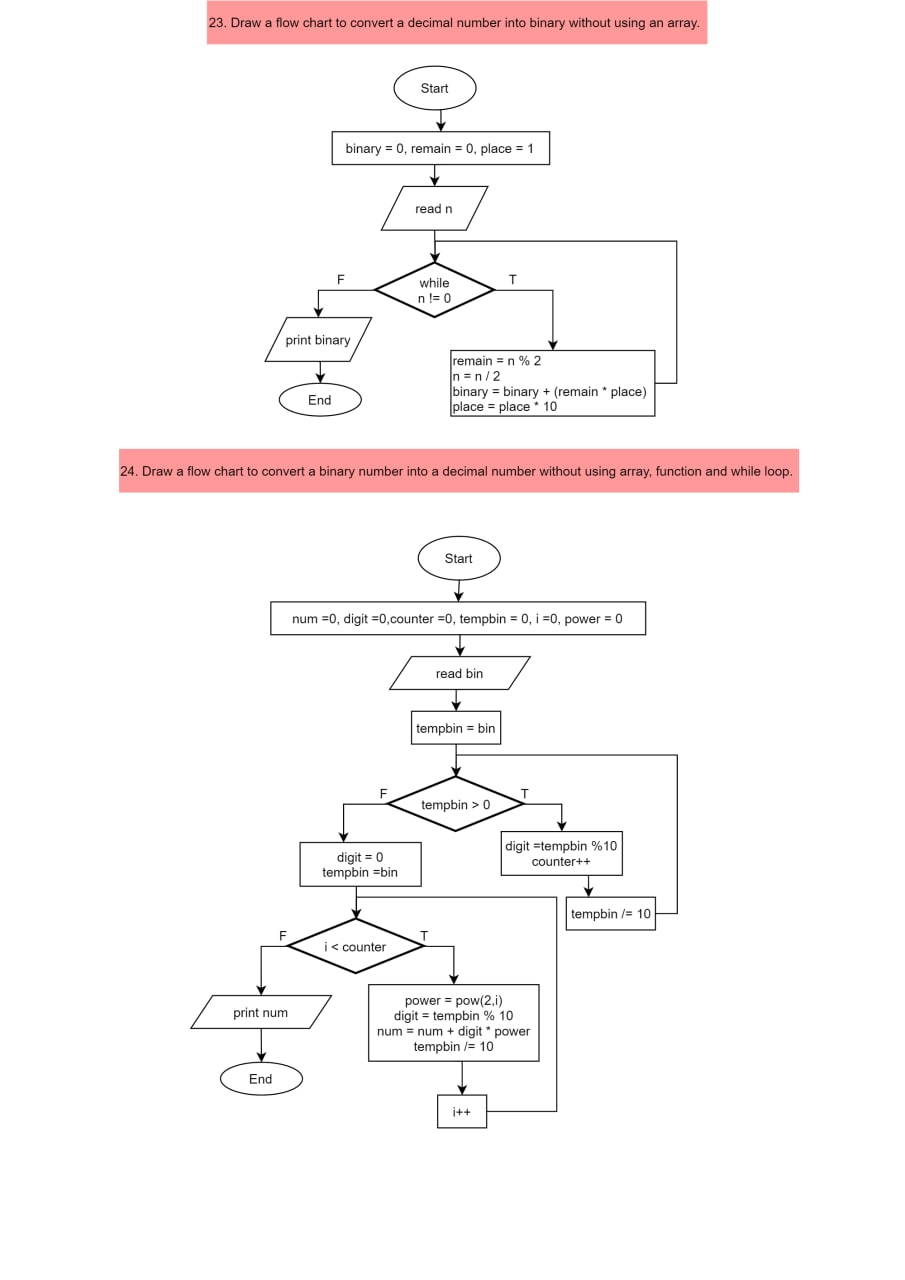 23. Draw a flow chart to convert a decimal number into binary without using an array.
Start
binary = 0, remain = 0, place = 1
read n
F
while
n != 0
T
print binary
remain = n % 2
n = n / 2
binary = binary + (remain * place)
place = place * 10
End
24. Draw a flow chart to convert a binary number into a decimal number without using array, function and while loop.
Start
num =0, digit =0,counter =0, tempbin = 0, i =0, power = 0
read bin
tempbin = bin
F
tempbin > 0
T
digit = 0
tempbin =bin
digit =tempbin %10
counter++
tempbin /= 10
F
i < counter
T
print num
power = pow(2,i)
digit = tempbin % 10
num = num + digit * power
tempbin /= 10
End
i++